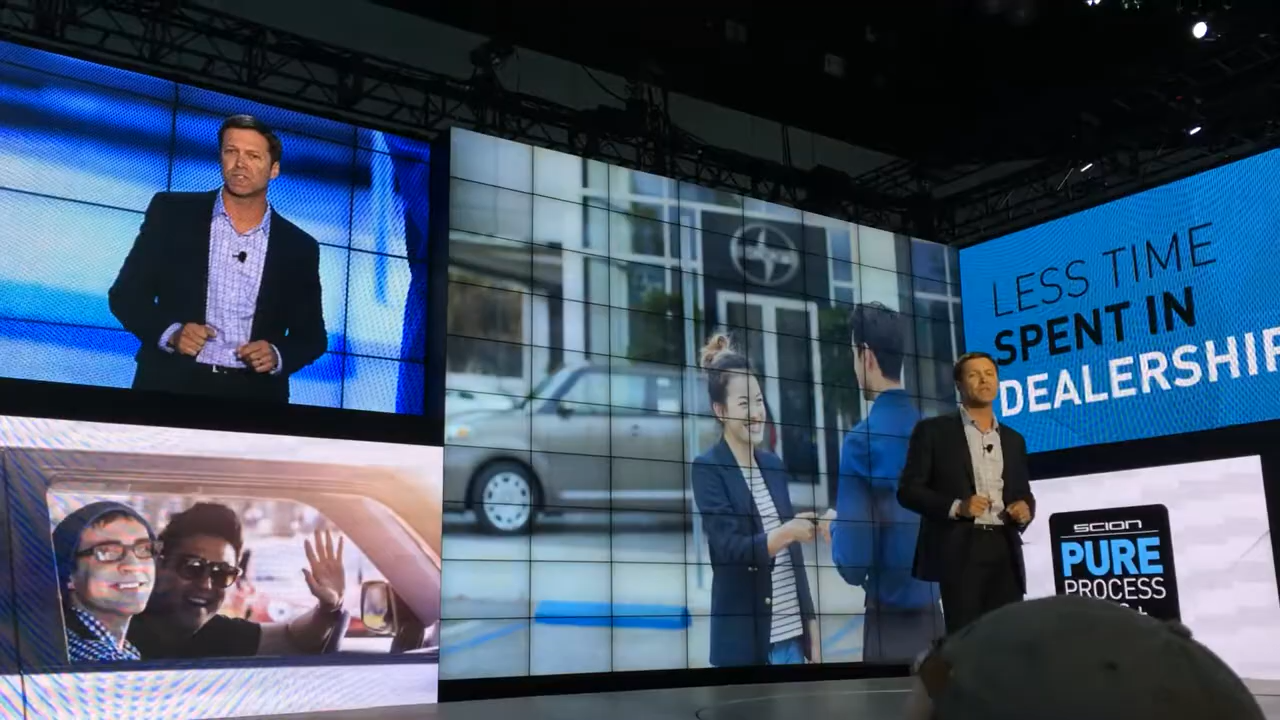 LESS TIME
SPENT IN
DEALERSHIP
SCION
PURE
PROCESS